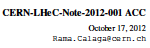 CERN-LHeC-Note-2012-001 ACC
October 17, 2012
Rama.Calaga@cern.ch